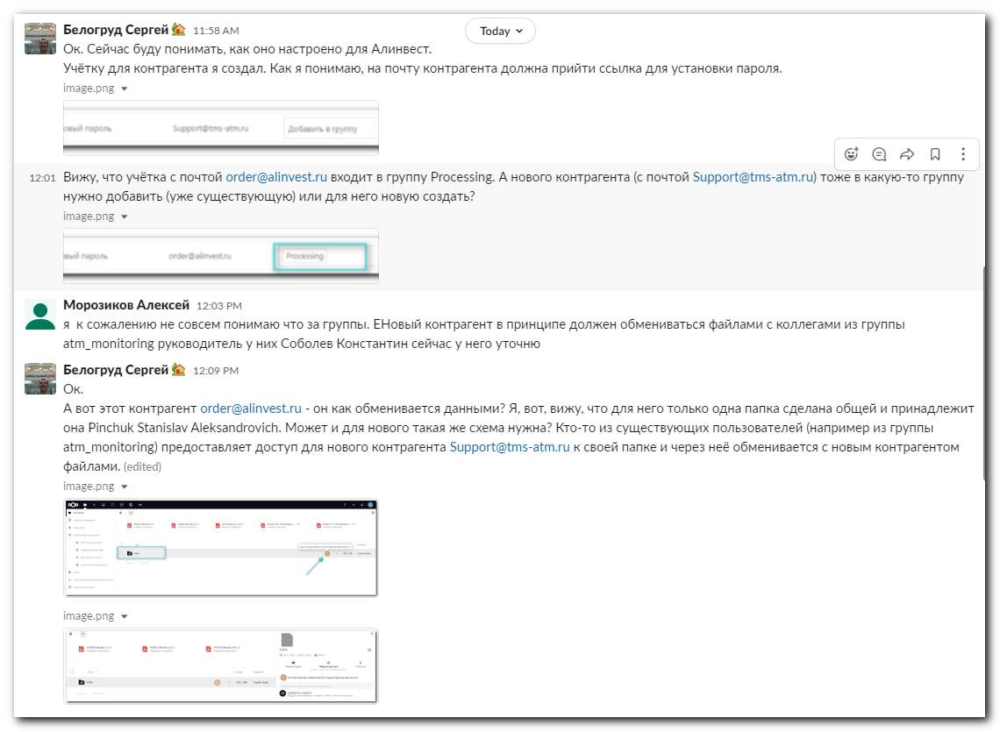 Белогруд Сергей 11:58 AM
Today
Ок. Сейчас буду понимать, как оно настроено для Алинвест.
Учётку для контрагента я создал. Как я понимаю, на почту контрагента должна прийти ссылка для установки пароля.
image.png
овый пароль Support@tms-atm.ru Добавить в группу
12:01 Вижу, что учётка с почтой order@alinvest.ru входит в группу Processing. А нового контрагента (с почтой Support@tms-atm.ru) тоже в какую-то группу
нужно добавить (уже существующую) или для него новую создать?
image.png
вый пароль order@alinvest.ru Processing
Морозиков Алексей 12:03 PM
я к сожалению не совсем понимаю что за группы. ЕНовый контрагент в принципе должен обмениваться файлами с коллегами из группы
atm_monitoring руководитель у них Соболев Константин сейчас у него уточню
Белогруд Сергей 12:09 PM
Ок.
А вот этот контрагент order@alinvest.ru - он как обменивается данными? Я, вот, вижу, что для него только одна папка сделана общей и принадлежит
она Pinchuk Stanislav Aleksandrovich. Может и для нового такая же схема нужна? Кто-то из существующих пользователей (например из группы
atm_monitoring) предоставляет доступ для нового контрагента Support@tms-atm.ru к своей папке и через неё обменивается с новым контрагентом
файлами. (edited)
image.png
image.png